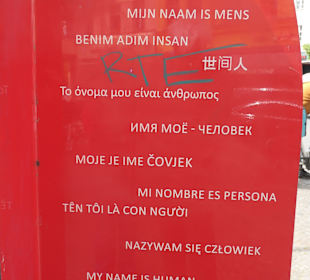 MIJN NAAM IS MENS
BENIM ADIM INSAN
RTE
世间人
Το όνομα μου είναι άνθρωπος
ИМЯ МОЁ - ЧЕЛОВЕК
MOJE JE IME ČOVJEK
MI NOMBRE ES PERSONA
TÊN TÔI LÀ CON NGƯỜI
NAZYWAM SIĘ CZŁOWIEK
MY NAME IS HUMAN